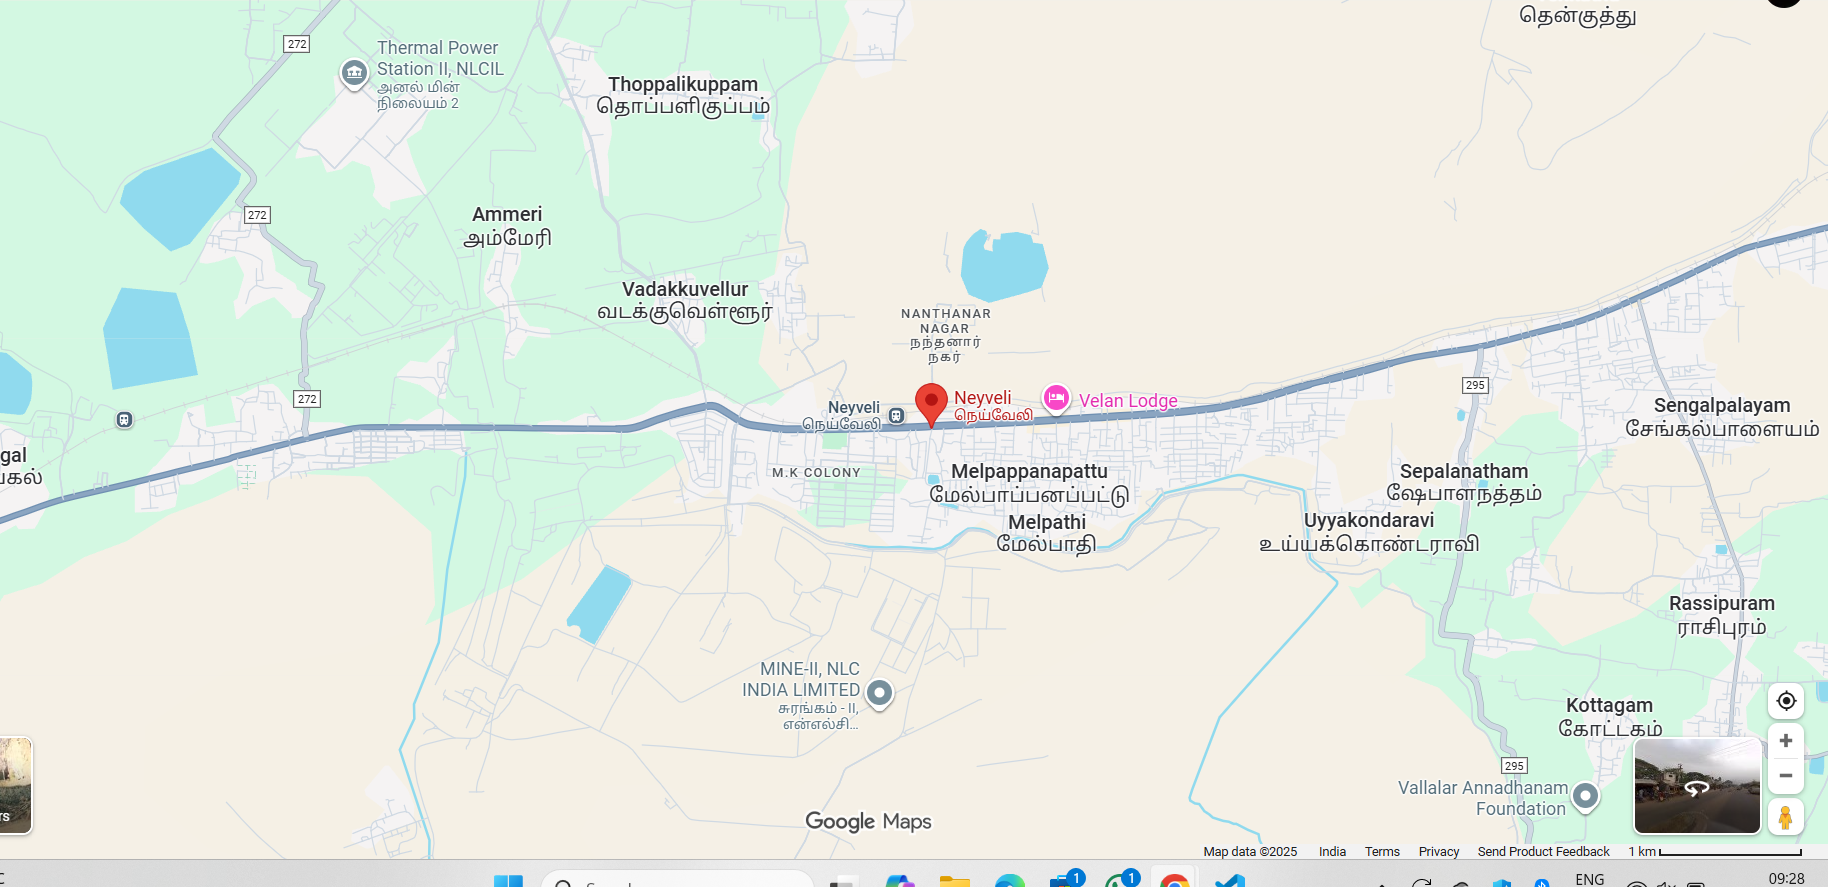 தென்குத்து
272
Thermal Power
Station II, NLCIL
அனல் மின்
நிலையம் 2
Thoppalikuppam
தொப்பளிகுப்பம்
272
Ammeri
அம்மேரி
Vadakkuvellur
வடக்குவெள்ளூர்
NANTHANAR
NAGAR
நந்தனார்
நகர்
272
Neyveli
நெய்வேலி
Neyveli
நெய்வேலி
Velan Lodge
295
Sengalpalayam
சேங்கல்பாளையம்
gal
M.K COLONY
Melpappanapattu
மேல்பாப்பனப்பட்டு
Sepalanatham
ஷேபாளநத்தம்
Melpathi
மேல்பாதி
Uyyakondaravi
உய்யக்கொண்டராவி
Rassipuram
ராசிபுரம்
MINE-II, NLC
INDIA LIMITED
சுரங்கம் - II,
என்எல்சி...
Kottagam
கோட்டகம்
295
Vallalar Annadhanam
Foundation
rs
Google Maps
Map data ©2025 India Terms Privacy Send Product Feedback 1 km
1
1
ENG
09:28